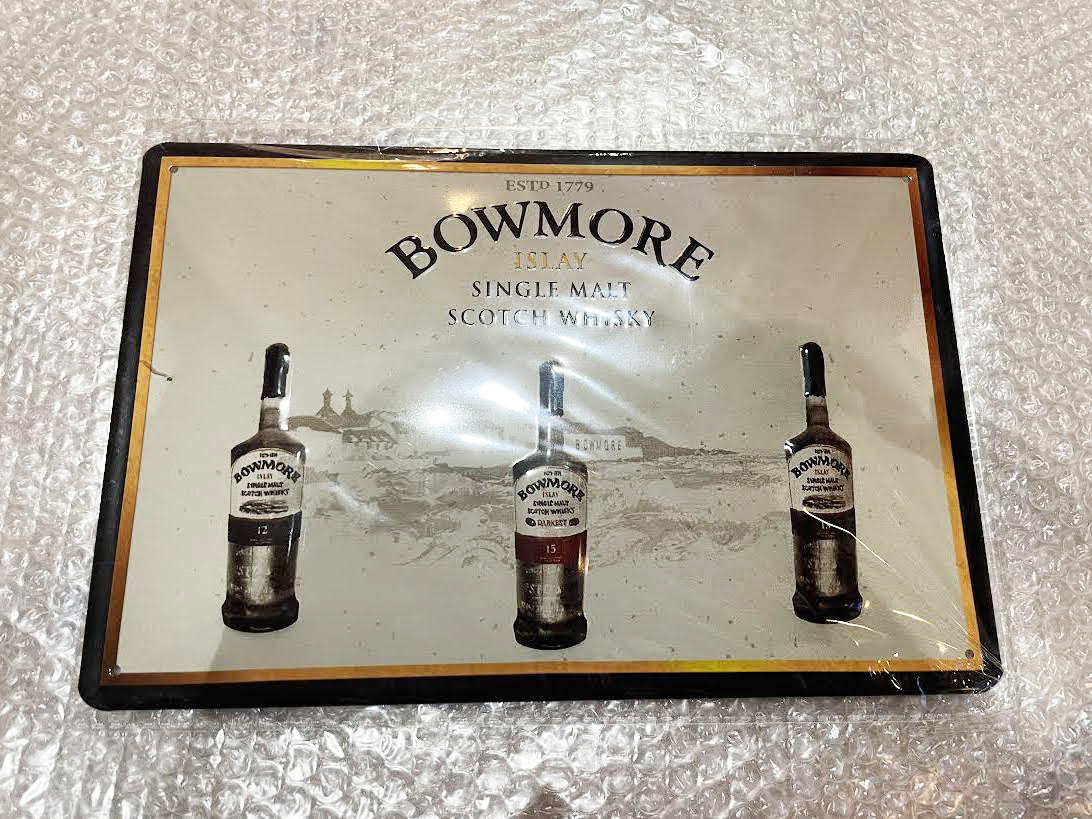 ESTD 1779
BOWMORE
ISLAY
SINGLE MALT
SCOTCH WHISKY
BOWMORE
BOWMORE
ISLAY
SINGLE MALT
SCOTCH WHISKY
12
BOWMORE
ISLAY
SINGLE MALT
SCOTCH WHISKY
DARKEST
15
BOWMORE
ISLAY
SINGLE MALT
SCOTCH WHISKY